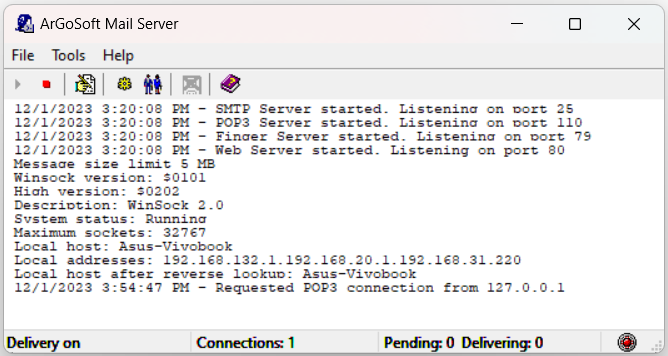 ArGoSoft Mail Server
File Tools Help
12/1/2023 3:20:08 PM - SMTP Server started. Listening on port 25
12/1/2023 3:20:08 PM - POP3 Server started. Listening on port 110
12/1/2023 3:20:08 PM - Finger Server started. Listening on port 79
12/1/2023 3:20:08 PM - Web Server started. Listening on port 80
Message size limit 5 MB
Winsock version: $0101
High version: $0202
Description: WinSock 2.0
System status: Running
Maximum sockets: 32767
Local host: Asus-Vivobook
Local addresses: 192.168.132.1,192.168.20.1,192.168.31.220
Local host after reverse lookup: Asus-Vivobook
12/1/2023 3:54:47 PM - Requested POP3 connection from 127.0.0.1
Delivery on Connections: 1 Pending: 0 Delivering: 0